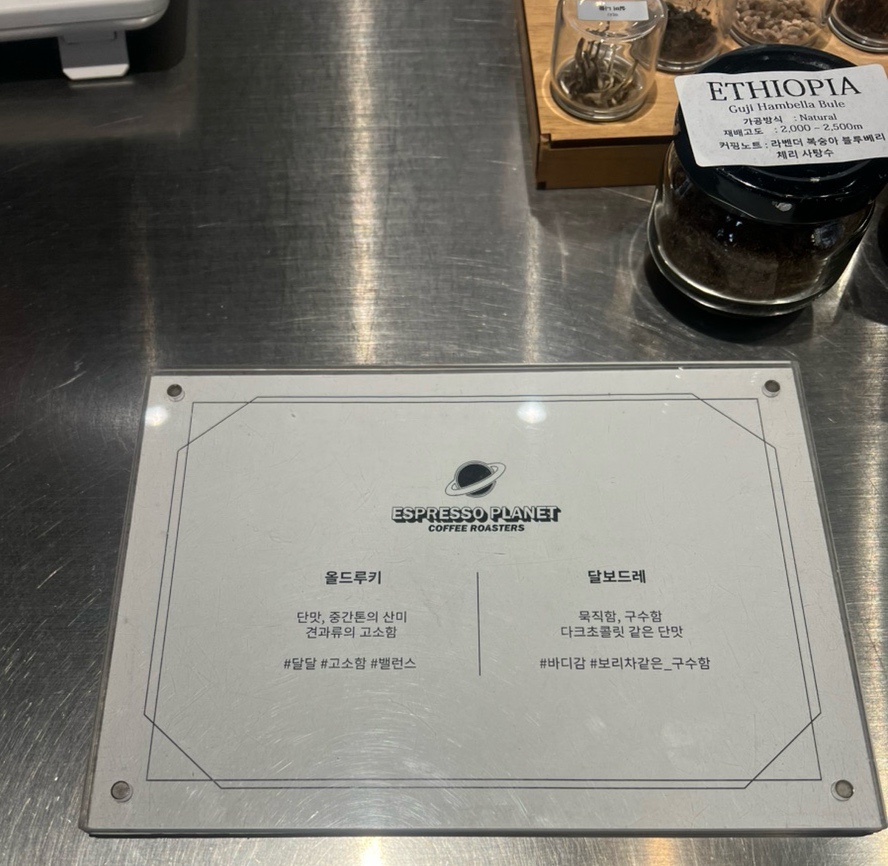 ETHIOPIA
Guji Hambella Bule
가공방식 : Natural
재배고도 : 2,000 ~ 2,500m
커핑노트 : 라벤더 복숭아 블루베리
체리 사탕수
ESPRESSO PLANET
COFFEE ROASTERS
올드루키
단맛, 중간톤의 산미
견과류의 고소함
#달달 #고소함 #밸런스
달보드레
묵직함, 구수함
다크초콜릿 같은 단맛
#바디감 #보리차같은_구수함